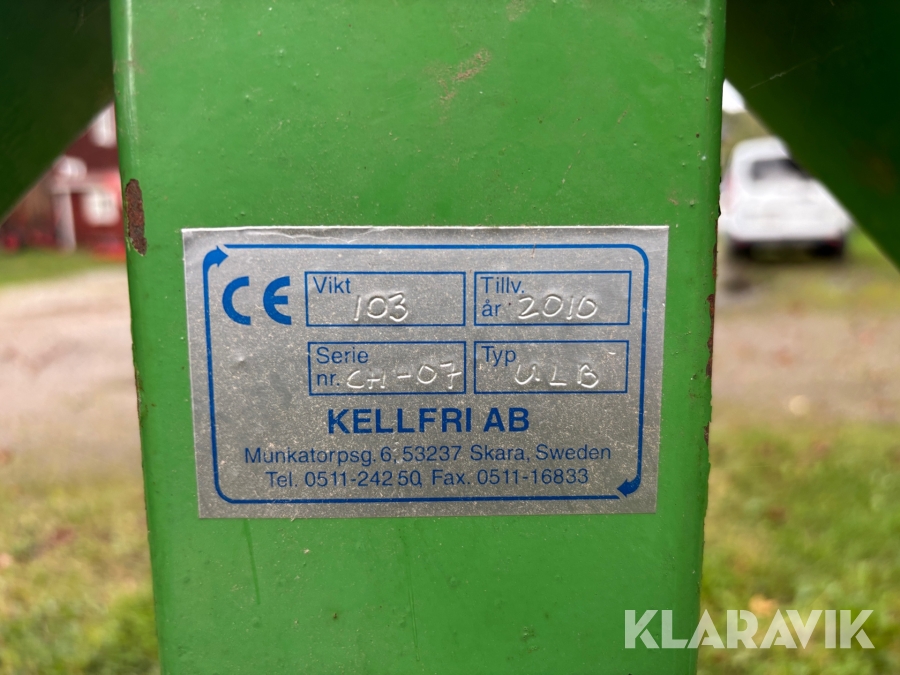 CE
Vikt 103
Tillv. år 2010
Serie nr. CH-07
Typ ULB
KELLFRI AB
Munkatorpsg. 6, 53237 Skara, Sweden
Tel. 0511-242 50, Fax. 0511-16833
KLARAVIK